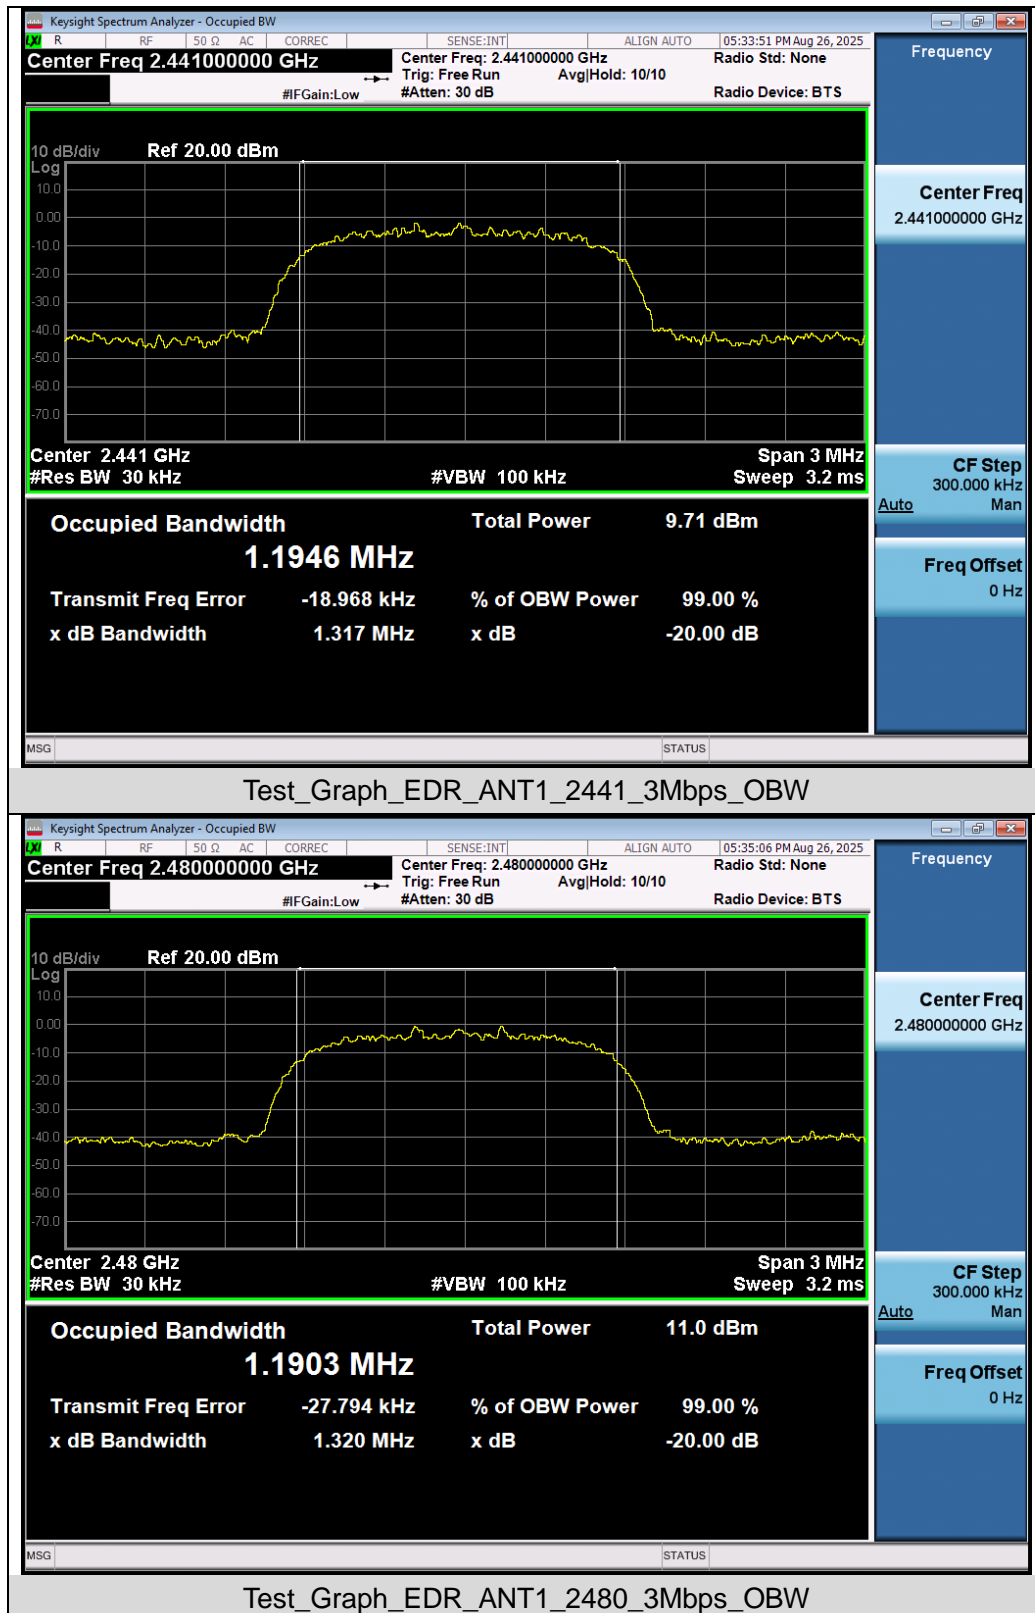 Keysight Spectrum Analyzer - Occupied BW
LXI R RF 50 Ω AC CORREC SENSE:INT ALIGN AUTO 05:33:51 PM Aug 26, 2025
Center Freq 2.441000000 GHz
Center Freq: 2.441000000 GHz
Radio Std: None
Trig: Free Run Avg|Hold: 10/10
#IFGain:Low
#Atten: 30 dB
Radio Device: BTS
Frequency
10 dB/div Ref 20.00 dBm
Log
10.0
0.00
-10.0
-20.0
-30.0
-40.0
-50.0
-60.0
-70.0
Center Freq
2.441000000 GHz
Center 2.441 GHz Span 3 MHz
#Res BW 30 kHz #VBW 100 kHz Sweep 3.2 ms
CF Step
300.000 kHz
Auto Man
Occupied Bandwidth Total Power 9.71 dBm
1.1946 MHz
Freq Offset
0 Hz
Transmit Freq Error -18.968 kHz % of OBW Power 99.00 %
x dB Bandwidth 1.317 MHz x dB -20.00 dB
MSG STATUS
Test_Graph_EDR_ANT1_2441_3Mbps_OBW
Keysight Spectrum Analyzer - Occupied BW
LXI R RF 50 Ω AC CORREC SENSE:INT ALIGN AUTO 05:35:06 PM Aug 26, 2025
Center Freq 2.480000000 GHz
Center Freq: 2.480000000 GHz
Radio Std: None
Trig: Free Run Avg|Hold: 10/10
#IFGain:Low
#Atten: 30 dB
Radio Device: BTS
Frequency
10 dB/div Ref 20.00 dBm
Log
10.0
0.00
-10.0
-20.0
-30.0
-40.0
-50.0
-60.0
-70.0
Center Freq
2.480000000 GHz
Center 2.48 GHz Span 3 MHz
#Res BW 30 kHz #VBW 100 kHz Sweep 3.2 ms
CF Step
300.000 kHz
Auto Man
Occupied Bandwidth Total Power 11.0 dBm
1.1903 MHz
Freq Offset
0 Hz
Transmit Freq Error -27.794 kHz % of OBW Power 99.00 %
x dB Bandwidth 1.320 MHz x dB -20.00 dB
MSG STATUS
Test_Graph_EDR_ANT1_2480_3Mbps_OBW